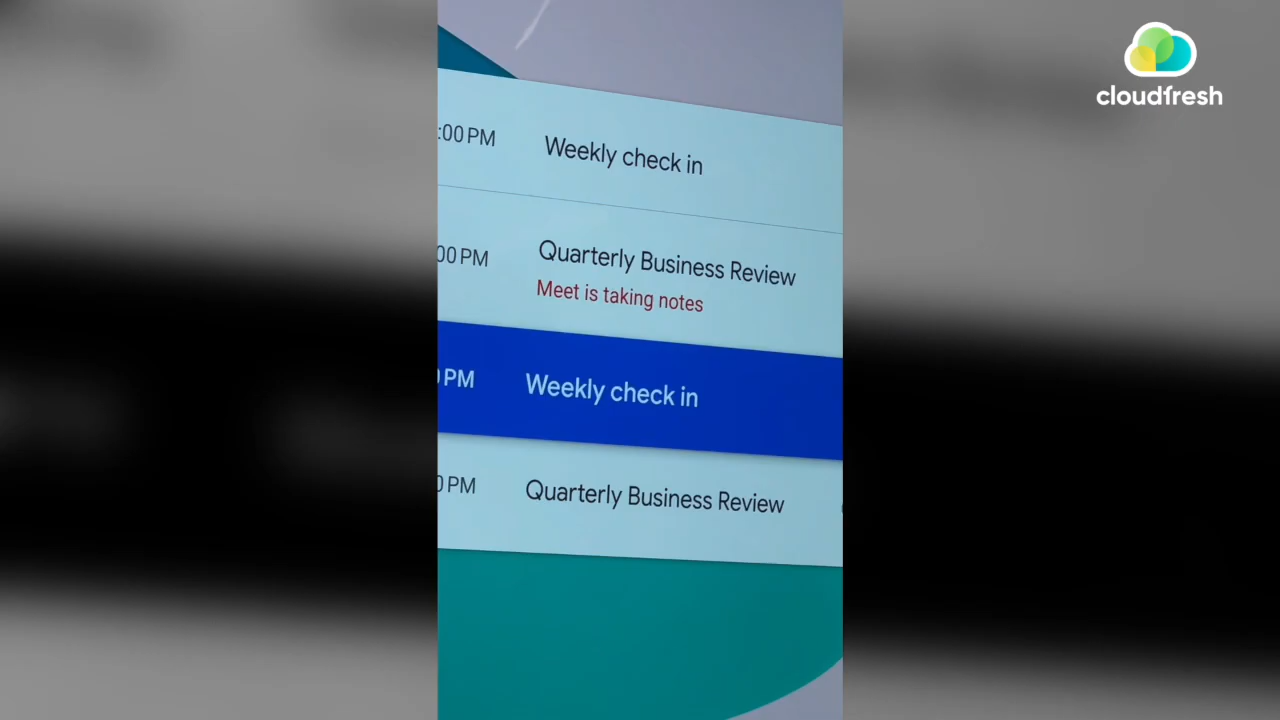 cloudfresh
:00 PM Weekly check in
00 PM Quarterly Business Review
Meet is taking notes
PM Weekly check in
PM Quarterly Business Review